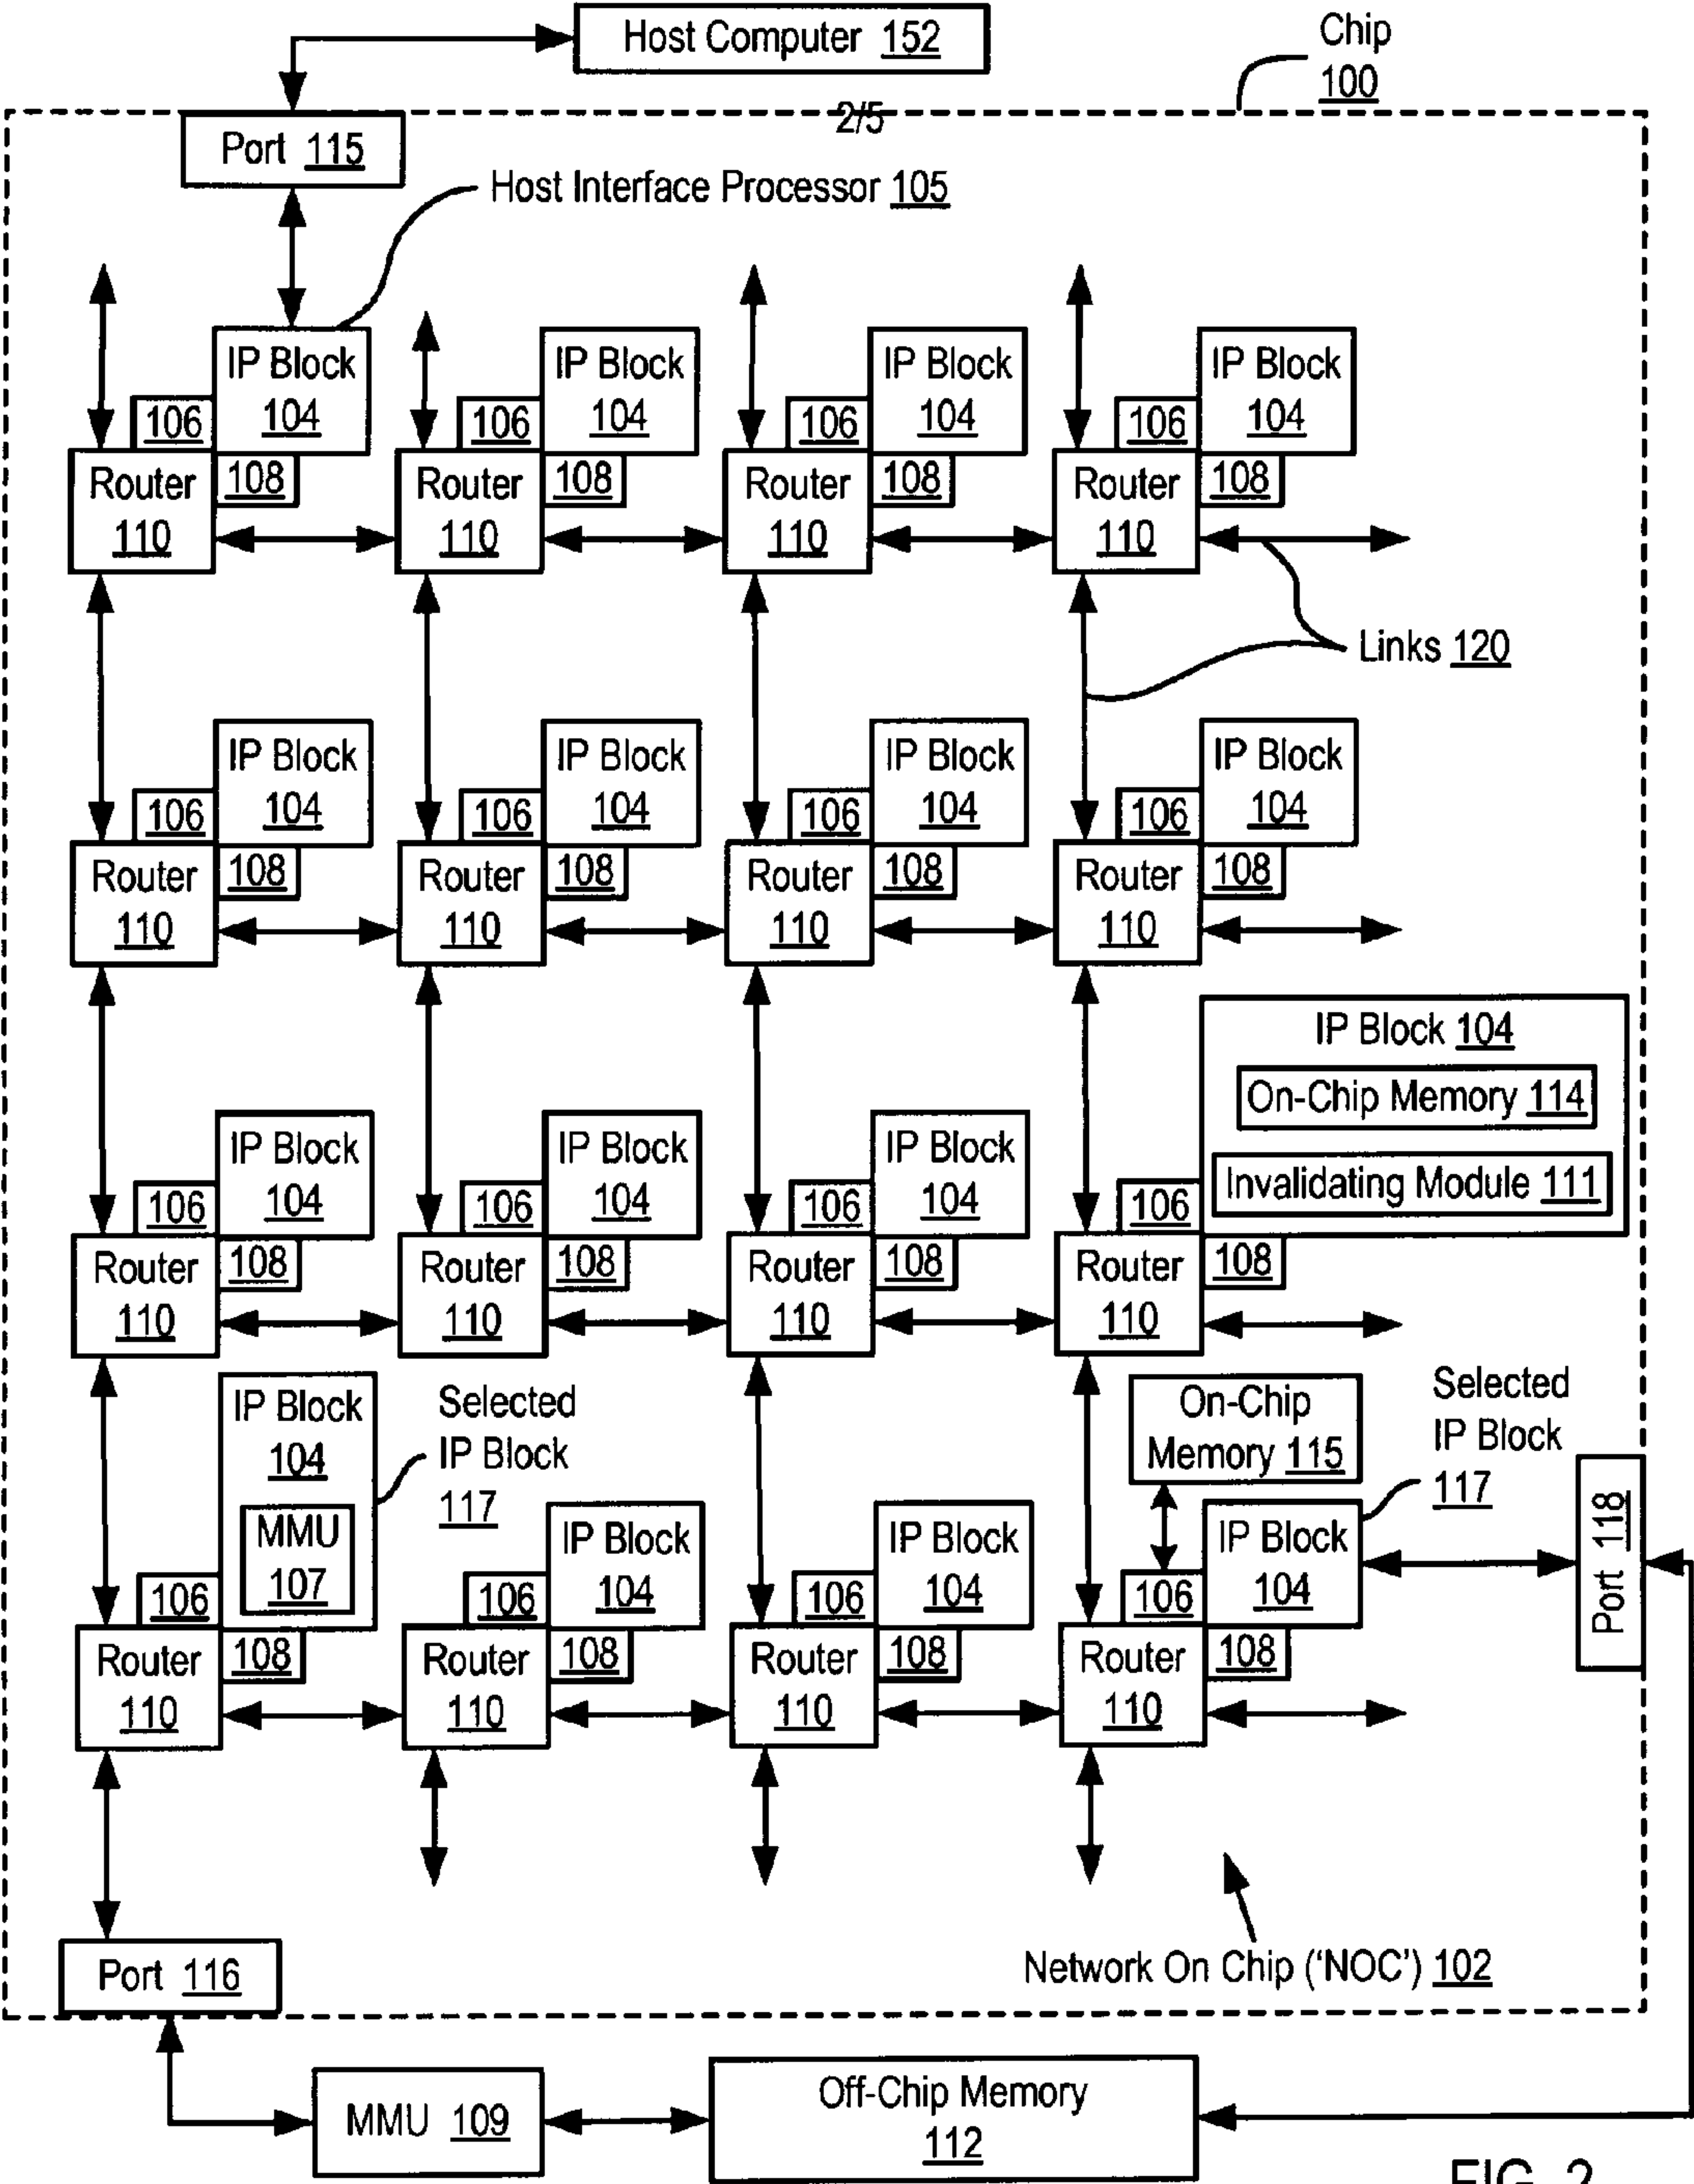 Host Computer 152
Chip
100
2/5
Port 115
Host Interface Processor 105
IP Block
104
106
Router
110
108
IP Block
104
106
Router
110
108
IP Block
104
106
Router
110
108
IP Block
104
106
Router
110
108
Links 120
IP Block
104
106
Router
110
108
IP Block
104
106
Router
110
108
IP Block
104
106
Router
110
108
IP Block
104
106
Router
110
108
IP Block
104
106
Router
110
108
IP Block
104
106
Router
110
108
IP Block
104
106
Router
110
108
IP Block 104
On-Chip Memory 114
Invalidating Module 111
106
Router
110
108
IP Block
104
MMU
107
106
Router
110
108
Selected
IP Block
117
IP Block
104
106
Router
110
108
IP Block
104
106
Router
110
108
On-Chip
Memory 115
Selected
IP Block
117
IP Block
104
106
Router
110
108
Port 118
Port 116
Network On Chip (‘NOC’) 102
MMU 109
Off-Chip Memory
112
FIG. 2